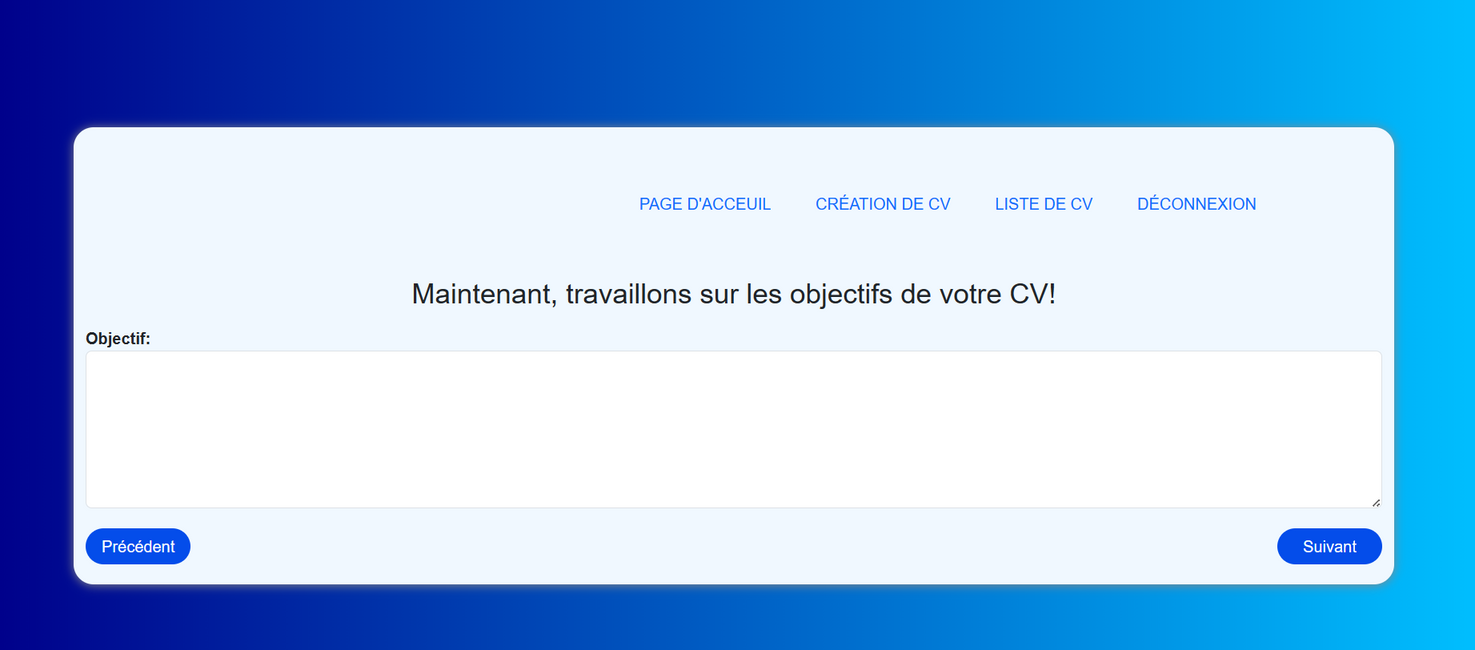 PAGE D'ACCEUIL CRÉATION DE CV LISTE DE CV DÉCONNEXION
Maintenant, travaillons sur les objectifs de votre CV!
Objectif:
Précédent Suivant